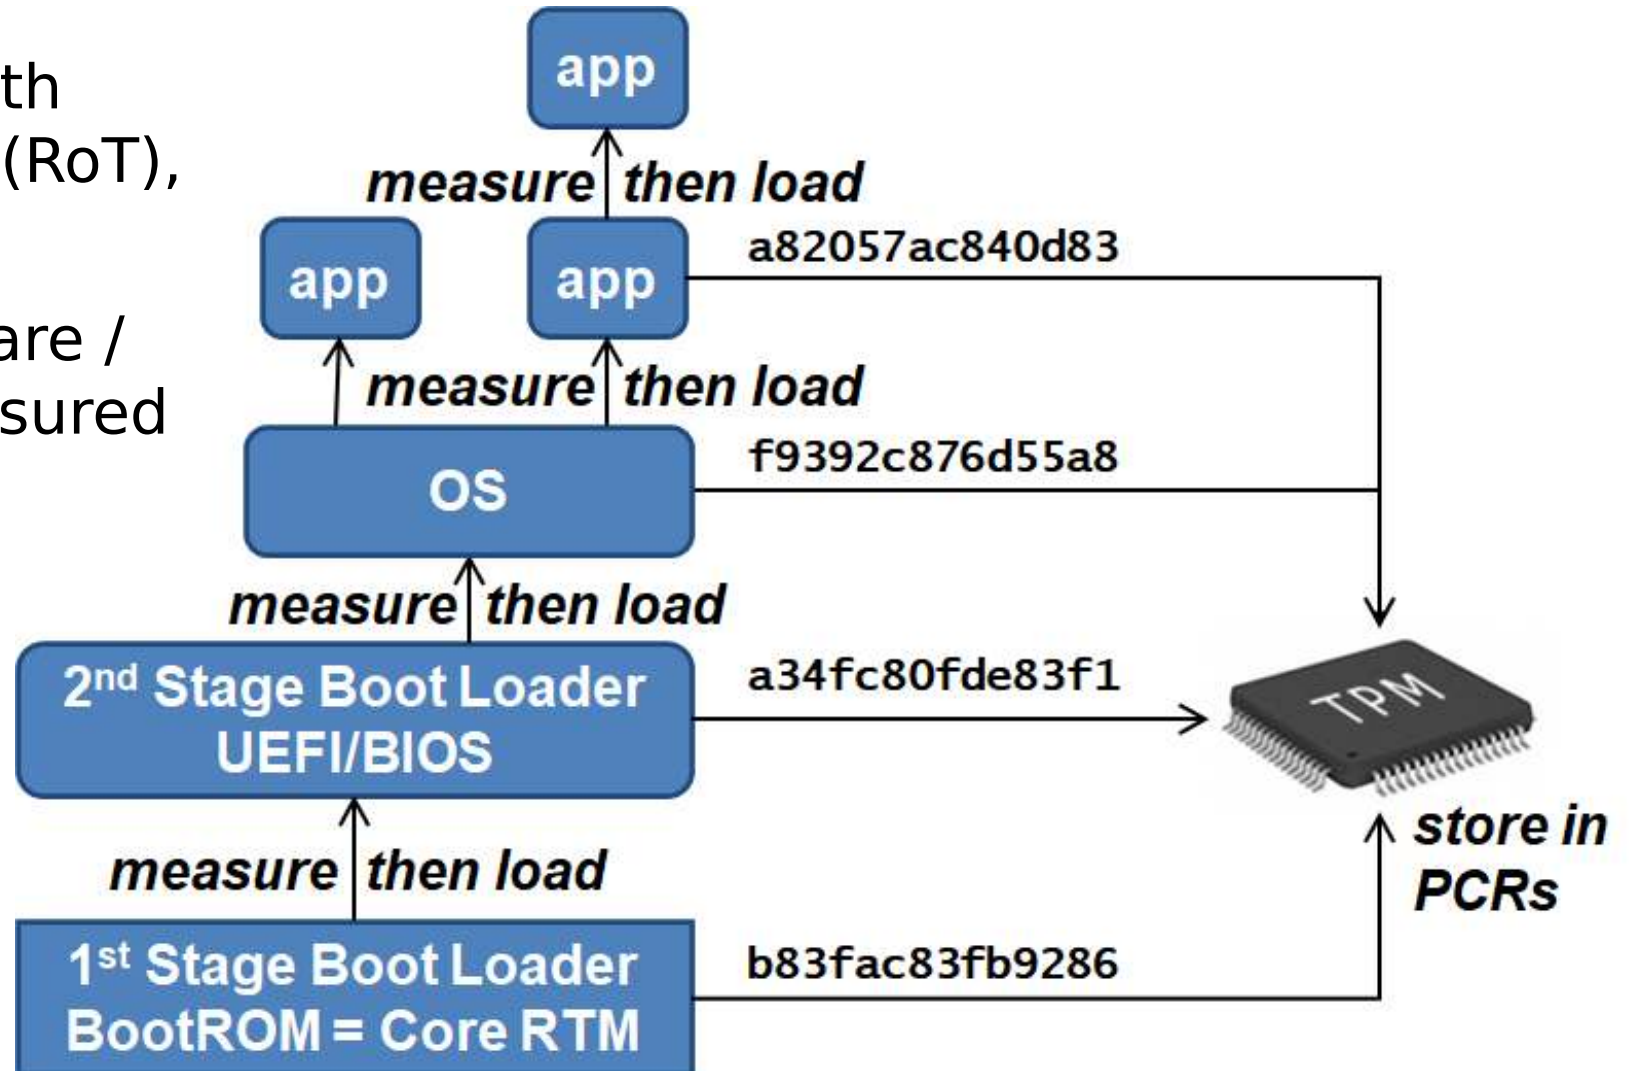 th
(RoT),
are /
sured
app
measure then load
app
app
a82057ac840d83
measure then load
OS
f9392c876d55a8
measure then load
2nd Stage Boot Loader
UEFI/BIOS
a34fc80fde83f1
TPM
store in
PCRs
measure then load
1st Stage Boot Loader
BootROM = Core RTM
b83fac83fb9286